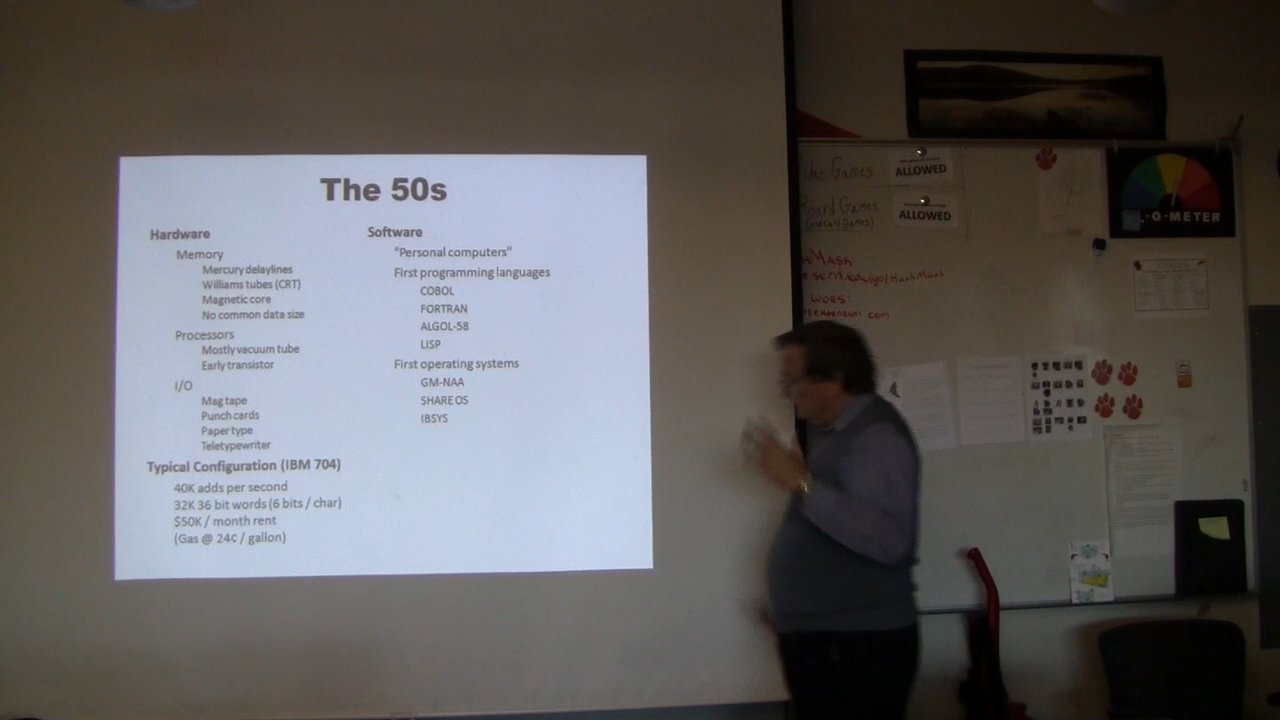 The 50s
Hardware
Memory
Mercury delaylines
Williams tubes (CRT)
Magnetic core
No common data size
Processors
Mostly vacuum tube
Early transistor
I/O
Mag tape
Punch cards
Paper type
Teletypewriter
Typical Configuration (IBM 704)
40K adds per second
32K 36 bit words (6 bits / char)
$50K / month rent
(Gas @ 24¢ / gallon)
Software
"Personal computers"
First programming languages
COBOL
FORTRAN
ALGOL-58
LISP
First operating systems
GM-NAA
SHARE OS
IBSYS
Games
ALLOWED
Board Games
ALLOWED
WOES:
-O-METER